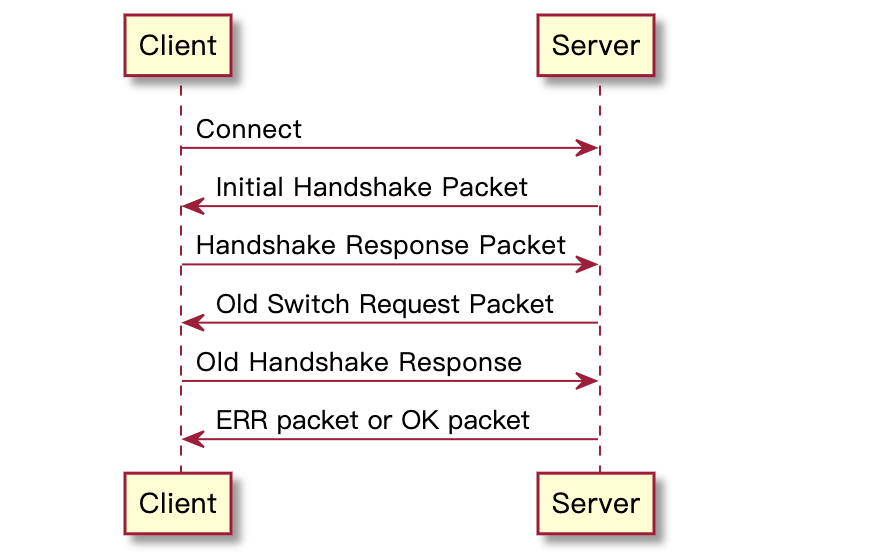 Client
Server
Connect
Initial Handshake Packet
Handshake Response Packet
Old Switch Request Packet
Old Handshake Response
ERR packet or OK packet
Client
Server